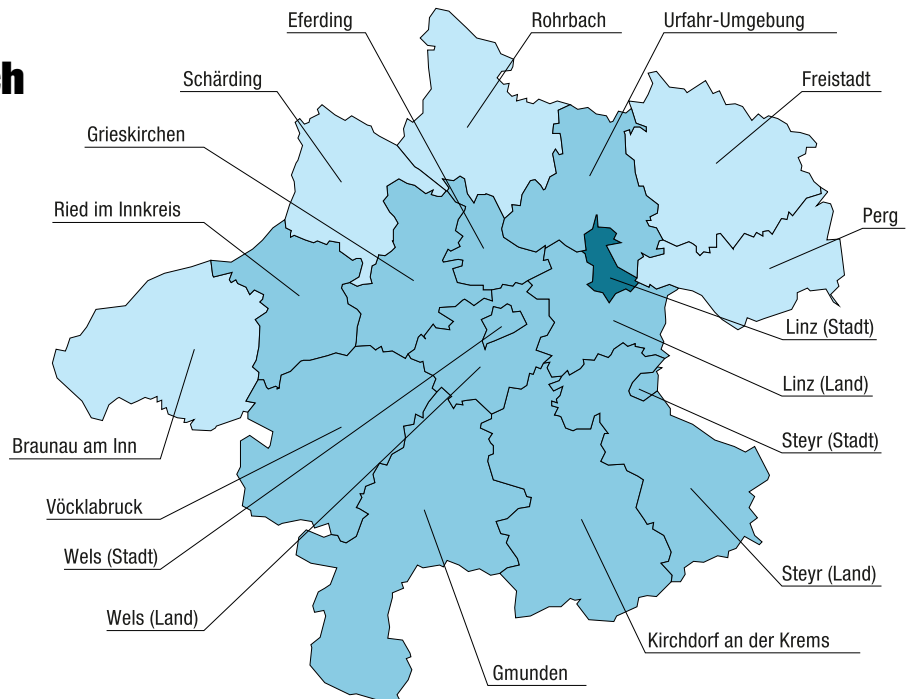 Eferding
Rohrbach
Urfahr-Umgebung
ch
Schärding
Freistadt
Grieskirchen
Ried im Innkreis
Perg
Linz (Stadt)
Linz (Land)
Braunau am Inn
Steyr (Stadt)
Vöcklabruck
Wels (Stadt)
Steyr (Land)
Wels (Land)
Kirchdorf an der Krems
Gmunden